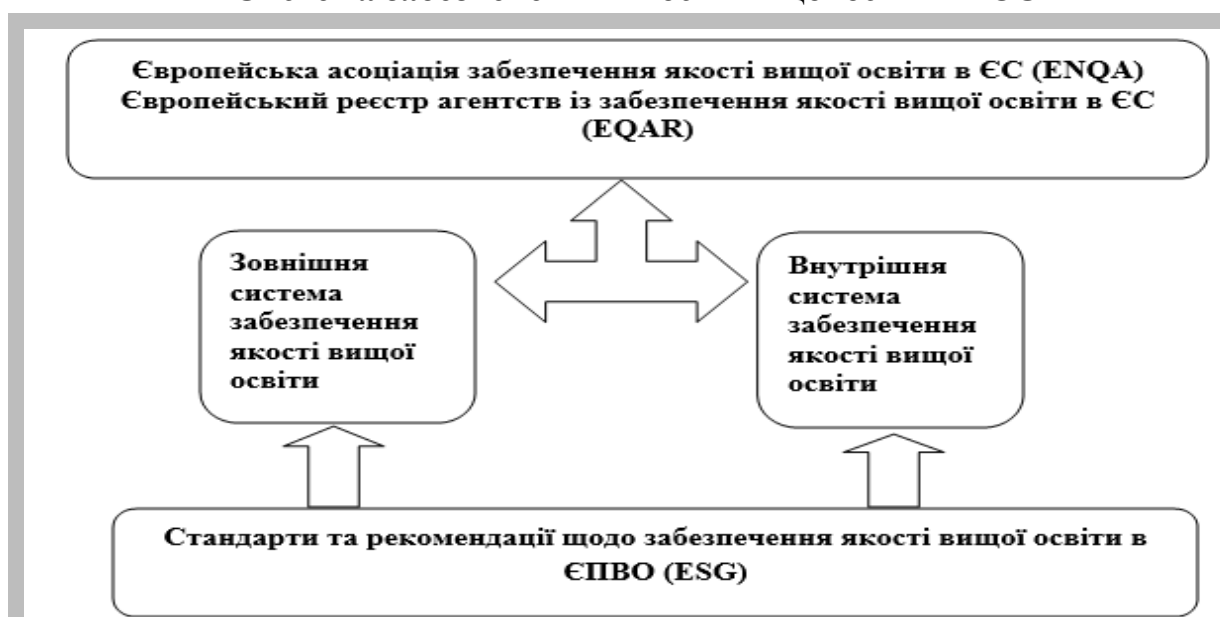 Європейська асоціація забезпечення якості вищої освіти в ЄС (ENQA)
Європейський реєстр агентств із забезпечення якості вищої освіти в ЄС
(EQAR)
Зовнішня
система
забезпечення
якості вищої
освіти
Внутрішня
система
забезпечення
якості вищої
освіти
Стандарти та рекомендації щодо забезпечення якості вищої освіти в
ЄПВО (ESG)